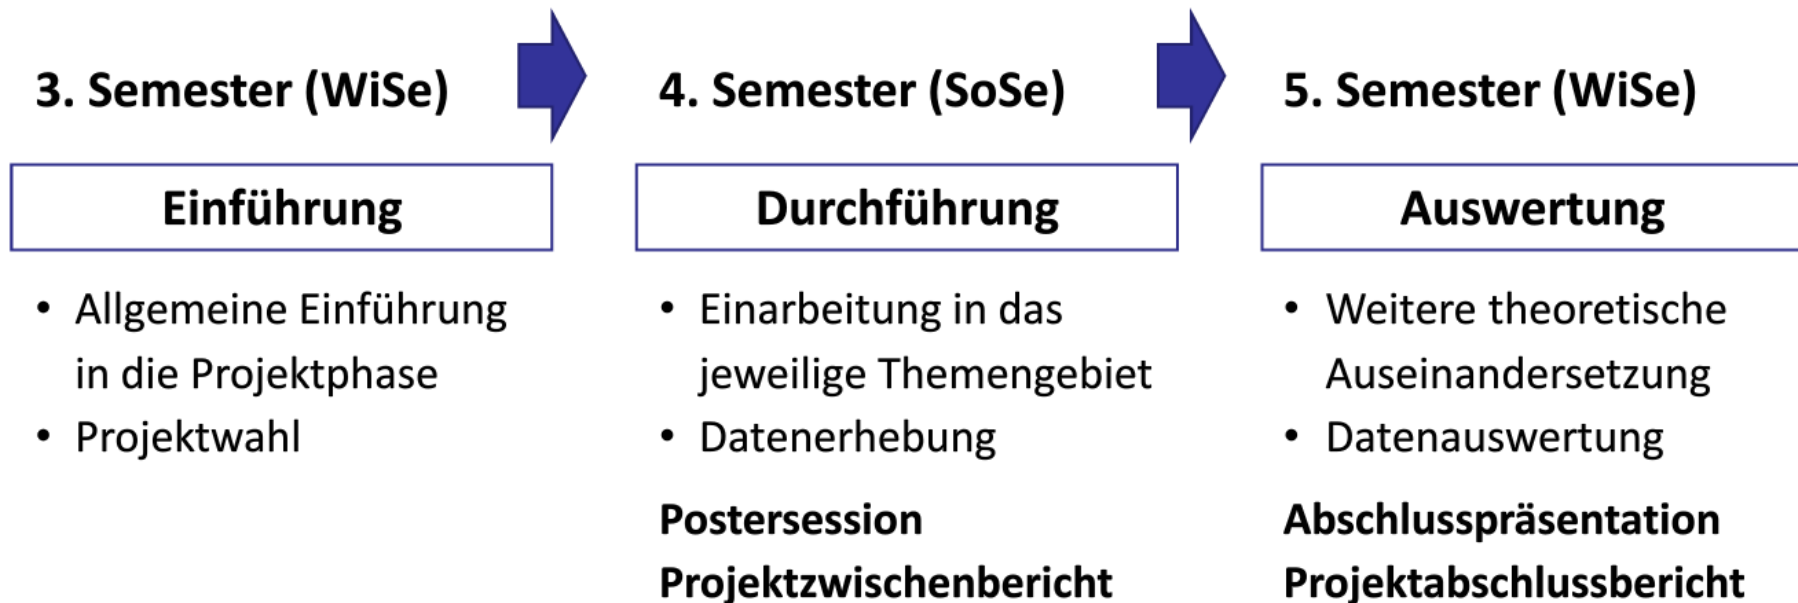 3. Semester (WiSe)
Einführung
• Allgemeine Einführung
in die Projektphase
• Projektwahl
4. Semester (SoSe)
Durchführung
• Einarbeitung in das
jeweilige Themengebiet
• Datenerhebung
Postersession
Projektzwischenbericht
5. Semester (WiSe)
Auswertung
• Weitere theoretische
Auseinandersetzung
• Datenauswertung
Abschlusspräsentation
Projektabschlussbericht